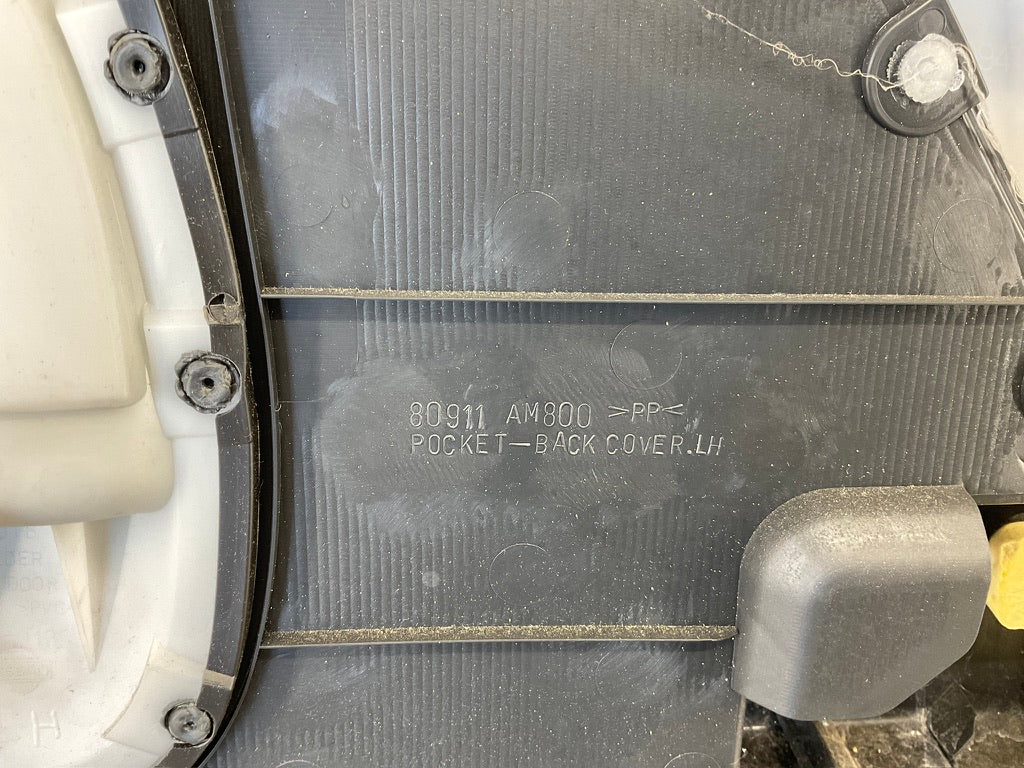 80911 AM800 >PP<
POCKET-BACK COVER.LH
H